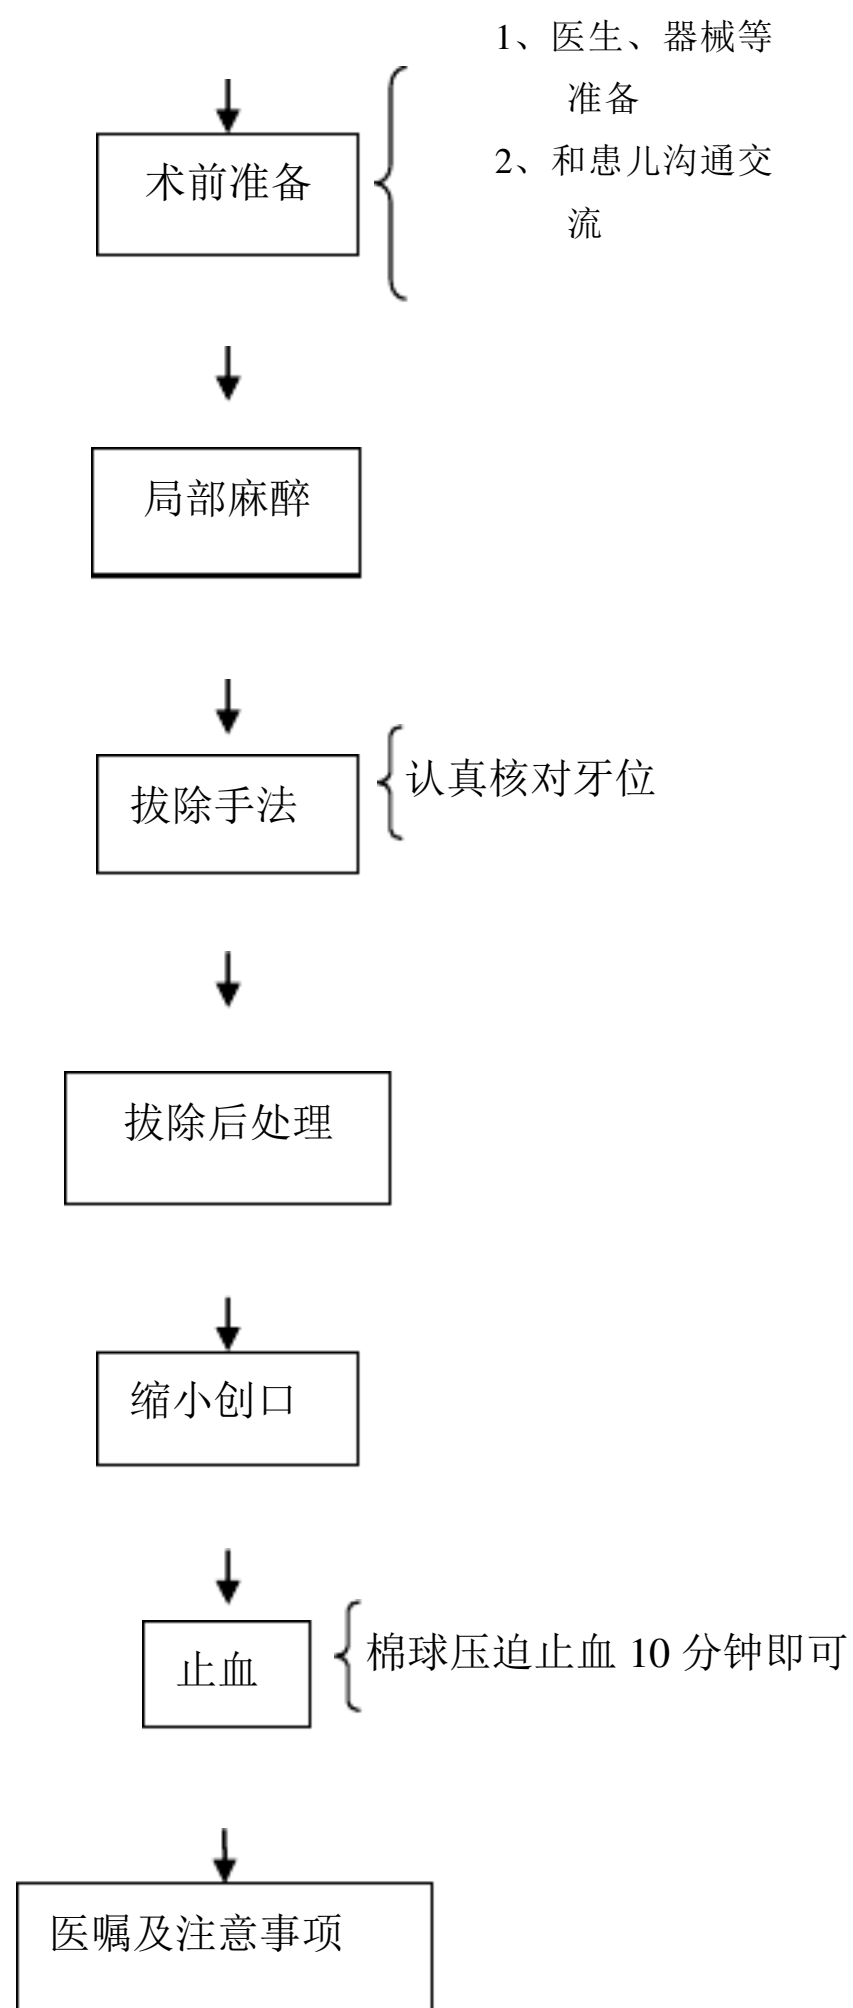 1、医生、器械等
准备
2、和患儿沟通交
流
术前准备
局部麻醉
拔除手法
认真核对牙位
拔除后处理
缩小创口
止血
棉球压迫止血 10 分钟即可
医嘱及注意事项